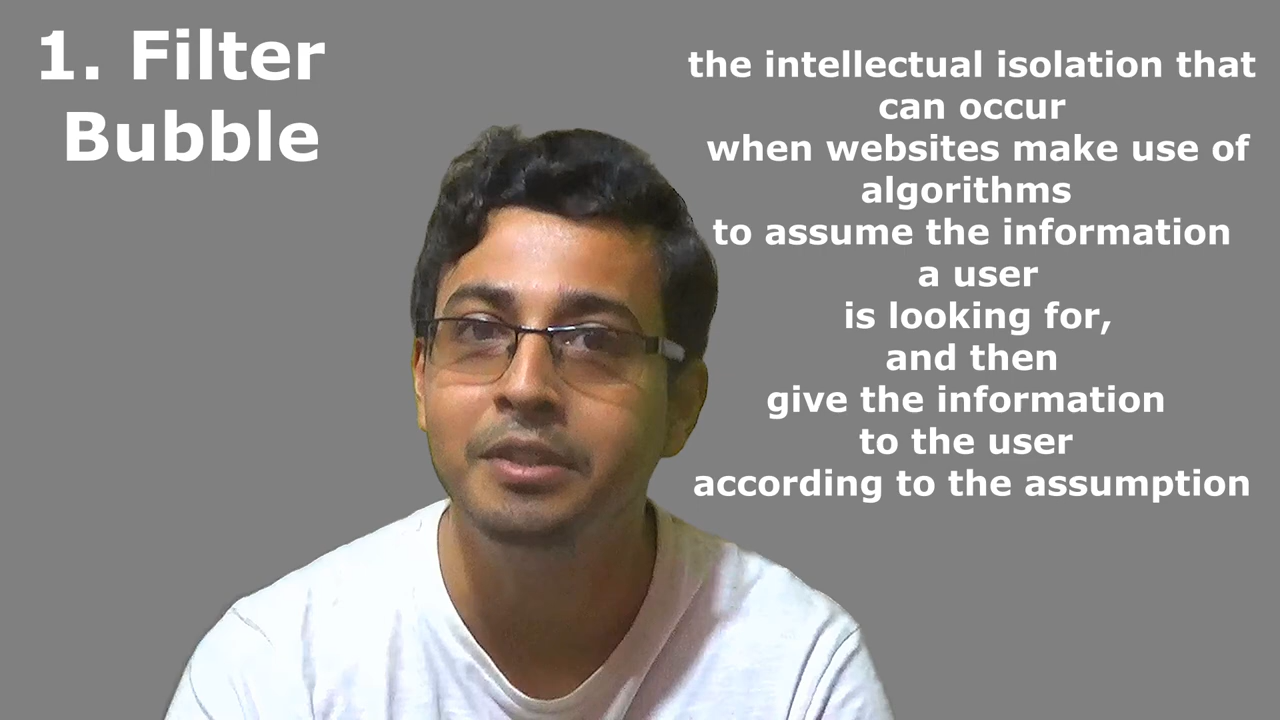 1. Filter
Bubble
the intellectual isolation that
can occur
when websites make use of
algorithms
to assume the information
a user
is looking for,
and then
give the information
to the user
according to the assumption